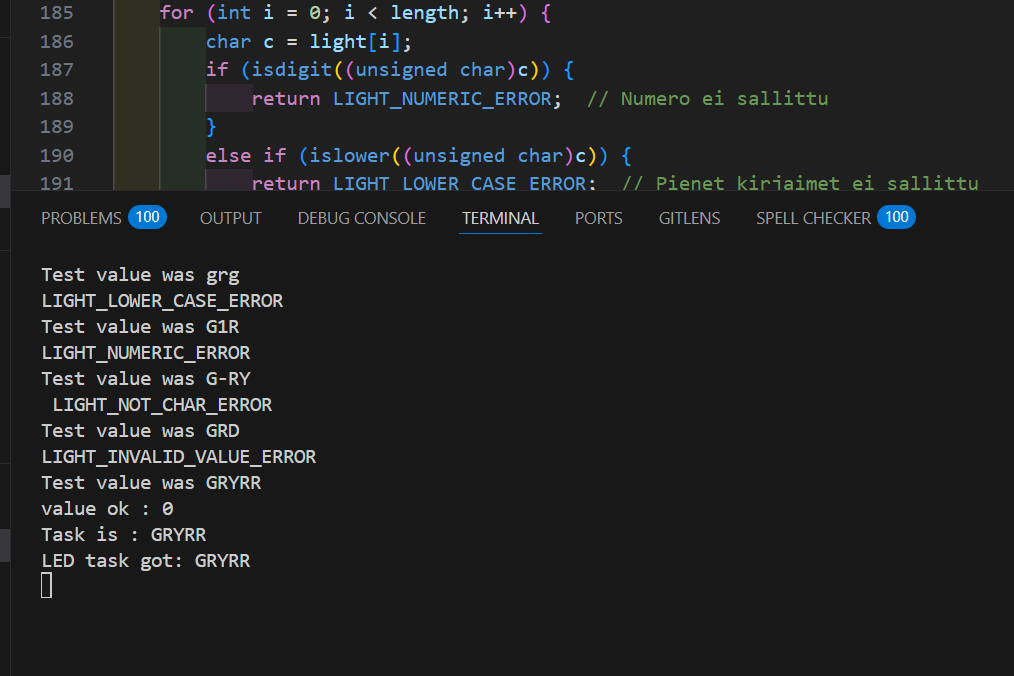 185 for (int i = 0; i < length; i++) {
186 char c = light[i];
187 if (isdigit((unsigned char)c)) {
188 return LIGHT_NUMERIC_ERROR; // Numero ei sallittu
189 }
190 else if (islower((unsigned char)c)) {
191 return LIGHT_LOWER_CASE_ERROR; // Pienet kirjaimet ei sallittu
PROBLEMS 100 OUTPUT DEBUG CONSOLE TERMINAL PORTS GITLENS SPELL CHECKER 100
Test value was grg
LIGHT_LOWER_CASE_ERROR
Test value was G1R
LIGHT_NUMERIC_ERROR
Test value was G-RY
LIGHT_NOT_CHAR_ERROR
Test value was GRD
LIGHT_INVALID_VALUE_ERROR
Test value was GRYRR
value ok : 0
Task is : GRYRR
LED task got: GRYRR